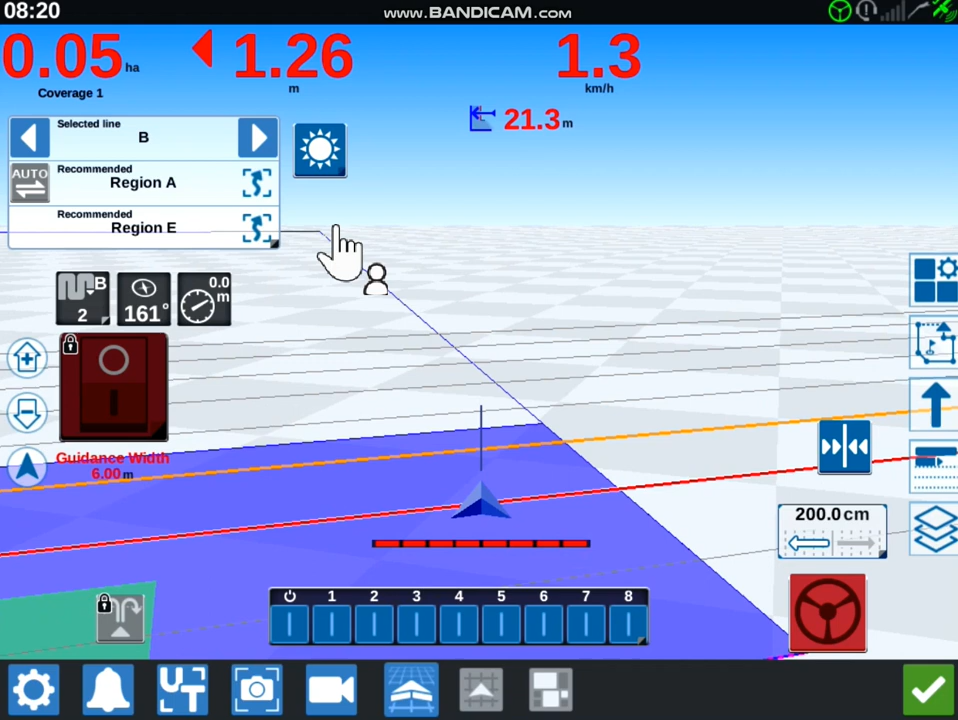 08:20
www.BANDICAM.com
0.05 ha
1.26
m
1.3
km/h
Coverage 1
21.3 m
Selected line
B
AUTO
Recommended
Region A
Recommended
Region E
B
2
161°
0.0
m
Guidance Width
6.00 m
200.0 cm
1 2 3 4 5 6 7 8
UT